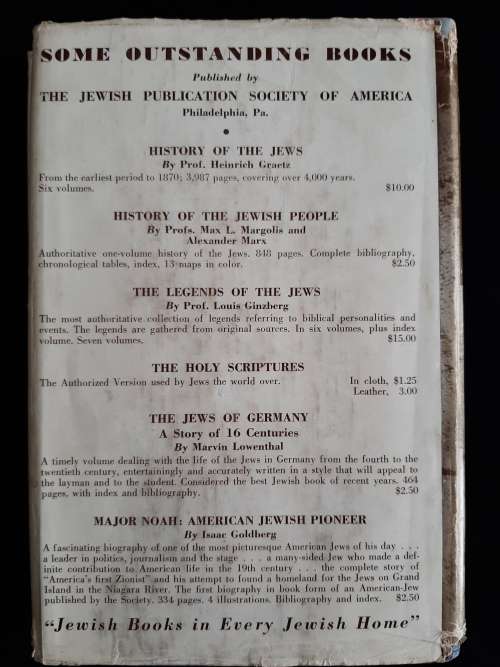 SOME OUTSTANDING BOOKS
Published by
THE JEWISH PUBLICATION SOCIETY OF AMERICA
Philadelphia, Pa.
•
HISTORY OF THE JEWS
By Prof. Heinrich Graetz
From the earliest period to 1870; 3,987 pages, covering over 4,000 years.
Six volumes. $10.00
HISTORY OF THE JEWISH PEOPLE
By Profs. Max L. Margolis and
Alexander Marx
Authoritative one-volume history of the Jews. 848 pages. Complete bibliography,
chronological tables, index, 13 maps in color. $2.50
THE LEGENDS OF THE JEWS
By Prof. Louis Ginzberg
The most authoritative collection of legends referring to biblical personalities and
events. The legends are gathered from original sources. In six volumes, plus index
volume. Seven volumes. $15.00
THE HOLY SCRIPTURES
The Authorized Version used by Jews the world over. In cloth, $1.25
Leather, 3.00
THE JEWS OF GERMANY
A Story of 16 Centuries
By Marvin Lowenthal
A timely volume dealing with the life of the Jews in Germany from the fourth to the
twentieth century, entertainingly and accurately written in a style that will appeal to
the layman and to the student. Considered the best Jewish book of recent years. 464
pages, with index and bibliography. $2.50
MAJOR NOAH: AMERICAN JEWISH PIONEER
By Isaac Goldberg
A fascinating biography of one of the most picturesque American Jews of his day . . .
a leader in politics, journalism and the stage . . . a many-sided Jew who made a def-
inite contribution to American life in the 19th century . . . the complete story of
"America's first Zionist" and his attempt to found a homeland for the Jews on Grand
Island in the Niagara River. The first biography in book form of an American-Jew
published by the Society. 334 pages. 4 illustrations. Bibliography and index. $2.50
"Jewish Books in Every Jewish Home"